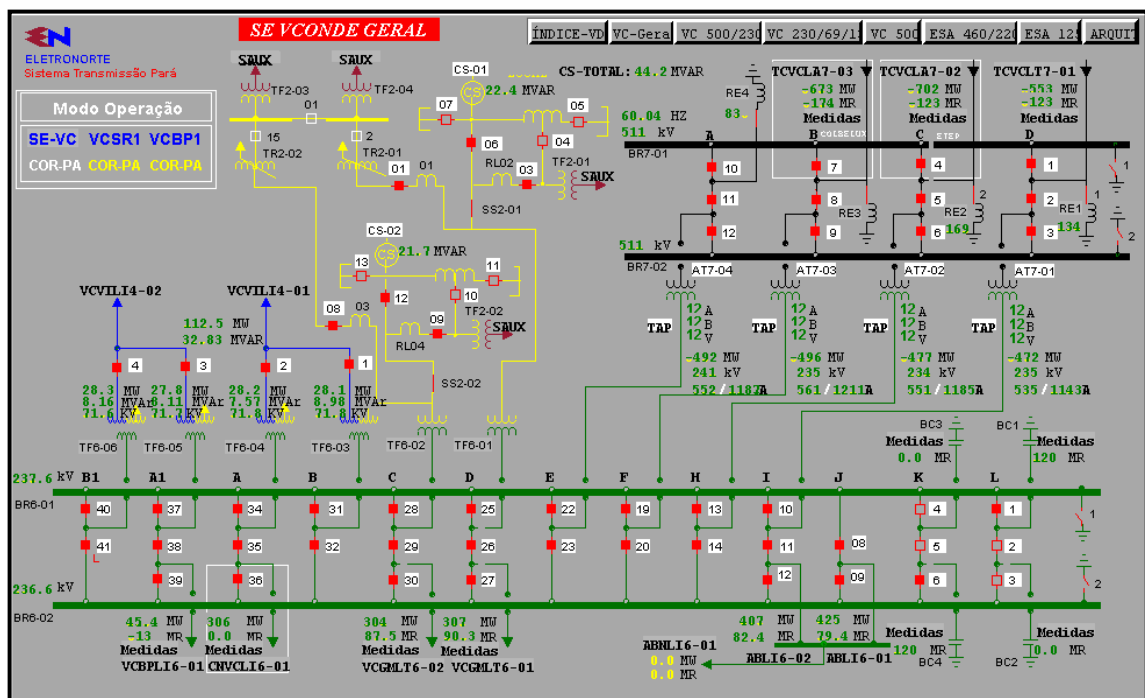 SE VCONDE GERAL
ÍNDICE-VD VC-Gera VC 500/230 VC 230/69/1 VC 500 ESA 460/220 ESA 125 ARQUIT
ELETRONORTE
Sistema Transmissão Pará
Modo Operação
SE-VC VCSR1 VCBP1
COR-PA COR-PA COR-PA
SAUX SAUX
TF2-03 TF2-04
01
15 2
TR2-02 TR2-01
01 01
CS-01
CS 22.4 MVAR
07 05
06 04
RL02 03 TF2-01
SAUX
SS2-01
CS-TOTAL: 44.2 MVAR
60.04 HZ
511 kV
BR7-01
RE4
83
TCVCLA7-03 TCVCLA7-02 TCVCLT7-01
-673 MW -702 MW -553 MW
-174 MR -123 MR -123 MR
Medidas Medidas Medidas
A B COLBELUX C ETEP D
10 7 4 1 1
11 8 5 2 2 1
RE3 RE2 RE1
169 134
12 9 6 3 2
511 kV
BR7-02
AT7-04 AT7-03 AT7-02 AT7-01
CS-02
CS 21.7 MVAR
13 11
12 10
TF2-02
08 03
RL04 09 SAUX
SS2-02
TAP TAP TAP TAP
12 A 12 A 12 A 12 A
12 B 12 B 12 B 12 B
12 V 12 V 12 V 12 V
-492 MW -496 MW -477 MW -472 MW
241 kV 235 kV 234 kV 235 kV
552/1187A 561/1211A 551/1185A 535/1143A
VCVILI4-02 VCVILI4-01
112.5 MW
32.83 MVAR
4 3 2 1
28.3 MW 27.8 MW 28.2 MW 28.1 MW
8.16 MVAr 8.11 MVAr 7.57 MVAr 8.98 MVAr
71.6 KV 71.7 KV 71.8 KV 71.8 KV
TF6-06 TF6-05 TF6-04 TF6-03 TF6-02 TF6-01
BC3 BC1
Medidas Medidas
0.0 MR 120 MR
237.6 kV B1 A1 A B C D E F H I J K L
BR6-01
40 37 34 31 28 25 22 19 13 10 4 1 1
41 38 35 32 29 26 23 20 14 11 08 5 2
L
39 36 30 27 12 09 6 3 2
236.6 kV
BR6-02
45.4 MW 306 MW 304 MW 307 MW 407 MW 425 MW
-13 MR 0.0 MR 87.5 MR 90.3 MR 82.4 MR 79.4 MR
Medidas Medidas Medidas Medidas
VCBPLI6-01 CNVCLI6-01 VCGMLT6-02 VCGMLT6-01
ABNLI6-01
0.0 MW
0.0 MR
ABLI6-02 ABLI6-01
Medidas Medidas
120 MR 0.0 MR
BC4 BC2